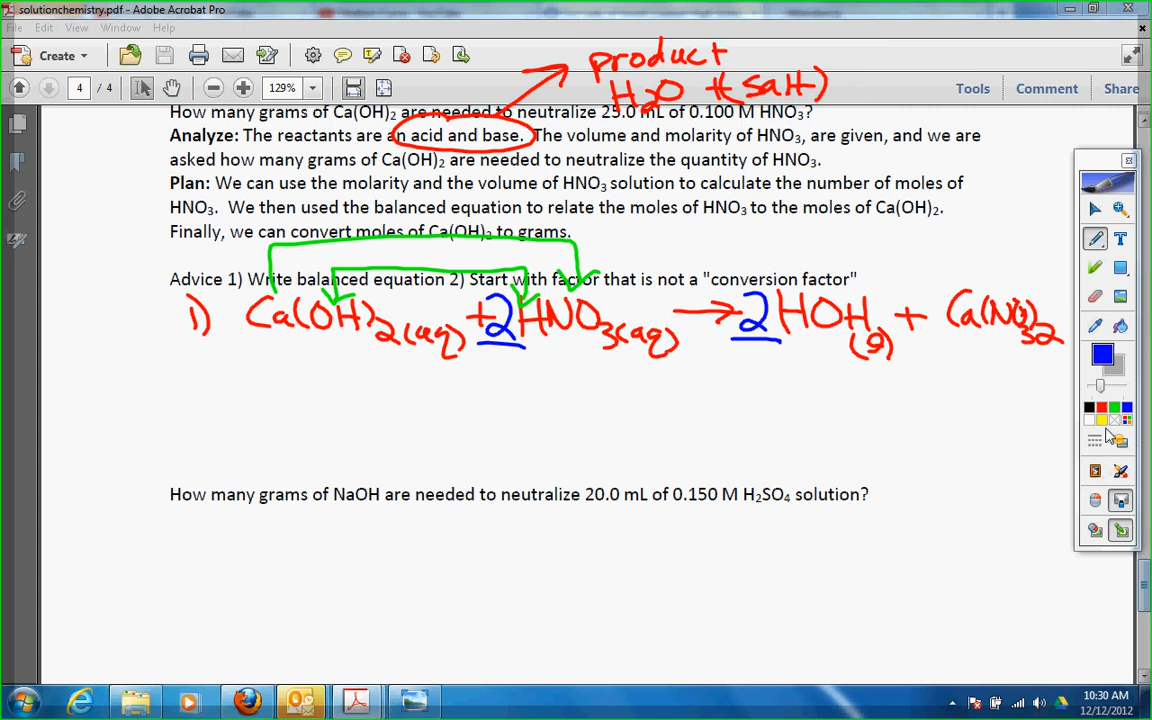 solutionchemistry.pdf - Adobe Acrobat Pro
File Edit View Window Help
Create
product
H2O + (salt)
4 / 4 129% Tools Comment Share
How many grams of Ca(OH)2 are needed to neutralize 25.0 mL of 0.100 M HNO3?
Analyze: The reactants are an acid and base. The volume and molarity of HNO3, are given, and we are
asked how many grams of Ca(OH)2 are needed to neutralize the quantity of HNO3.
Plan: We can use the molarity and the volume of HNO3 solution to calculate the number of moles of
HNO3. We then used the balanced equation to relate the moles of HNO3 to the moles of Ca(OH)2.
Finally, we can convert moles of Ca(OH)2 to grams.
Advice 1) Write balanced equation 2) Start with factor that is not a "conversion factor"
1) Ca(OH)2(aq) + 2HNO3(aq) → 2HOH(l) + Ca(NO3)2
How many grams of NaOH are needed to neutralize 20.0 mL of 0.150 M H2SO4 solution?
10:30 AM
12/12/2012